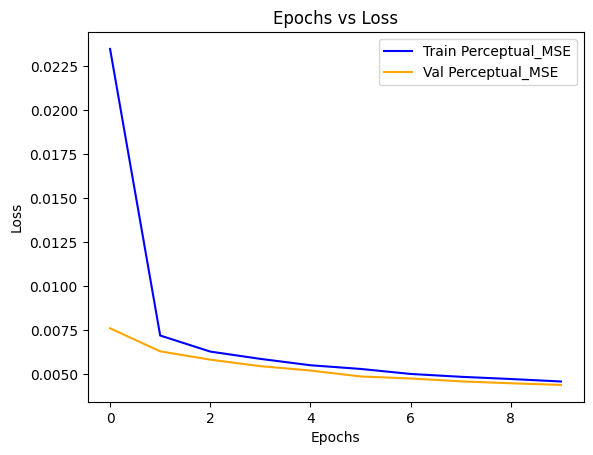 Epochs vs Loss
Train Perceptual_MSE
Val Perceptual_MSE
0.0225
0.0200
0.0175
0.0150
0.0125
0.0100
0.0075
0.0050
Loss
0 2 4 6 8
Epochs